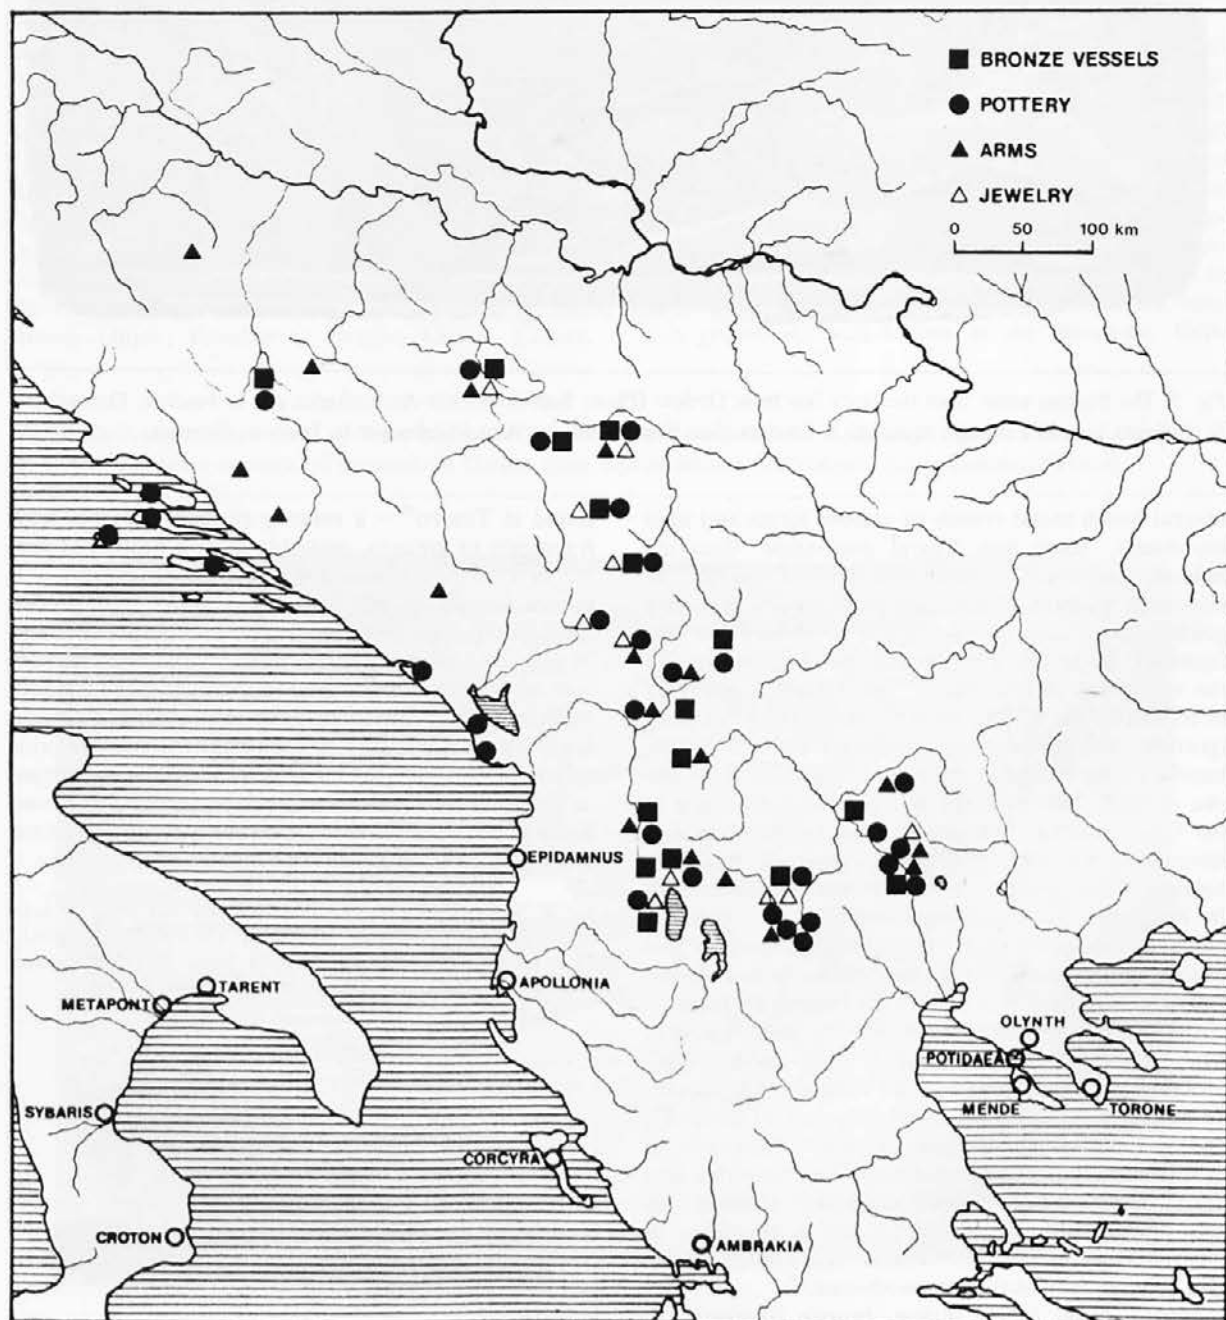 BRONZE VESSELS
POTTERY
ARMS
JEWELRY
0 50 100 km
EPIDAMNUS
APOLLONIA
TARENT
METAPONT
OLYNTH
POTIDAEA
MENDE
TORONE
SYBARIS
CORCYRA
CROTON
AMBRAKIA